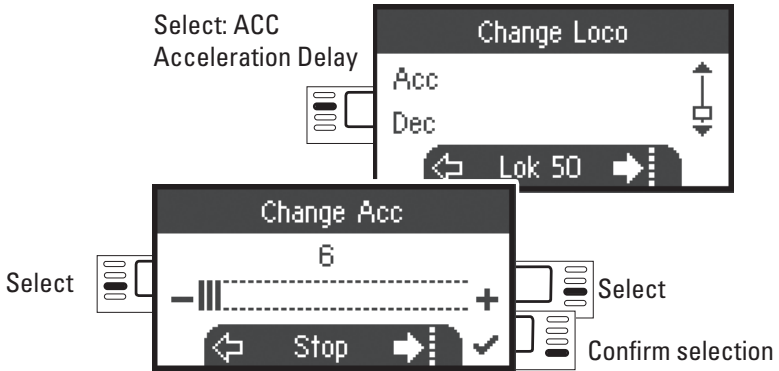 Select: ACC
Acceleration Delay
Change Loco
Acc
Dec
Lok 50
Change Acc
6
Select
− +
Select
Stop
Confirm selection